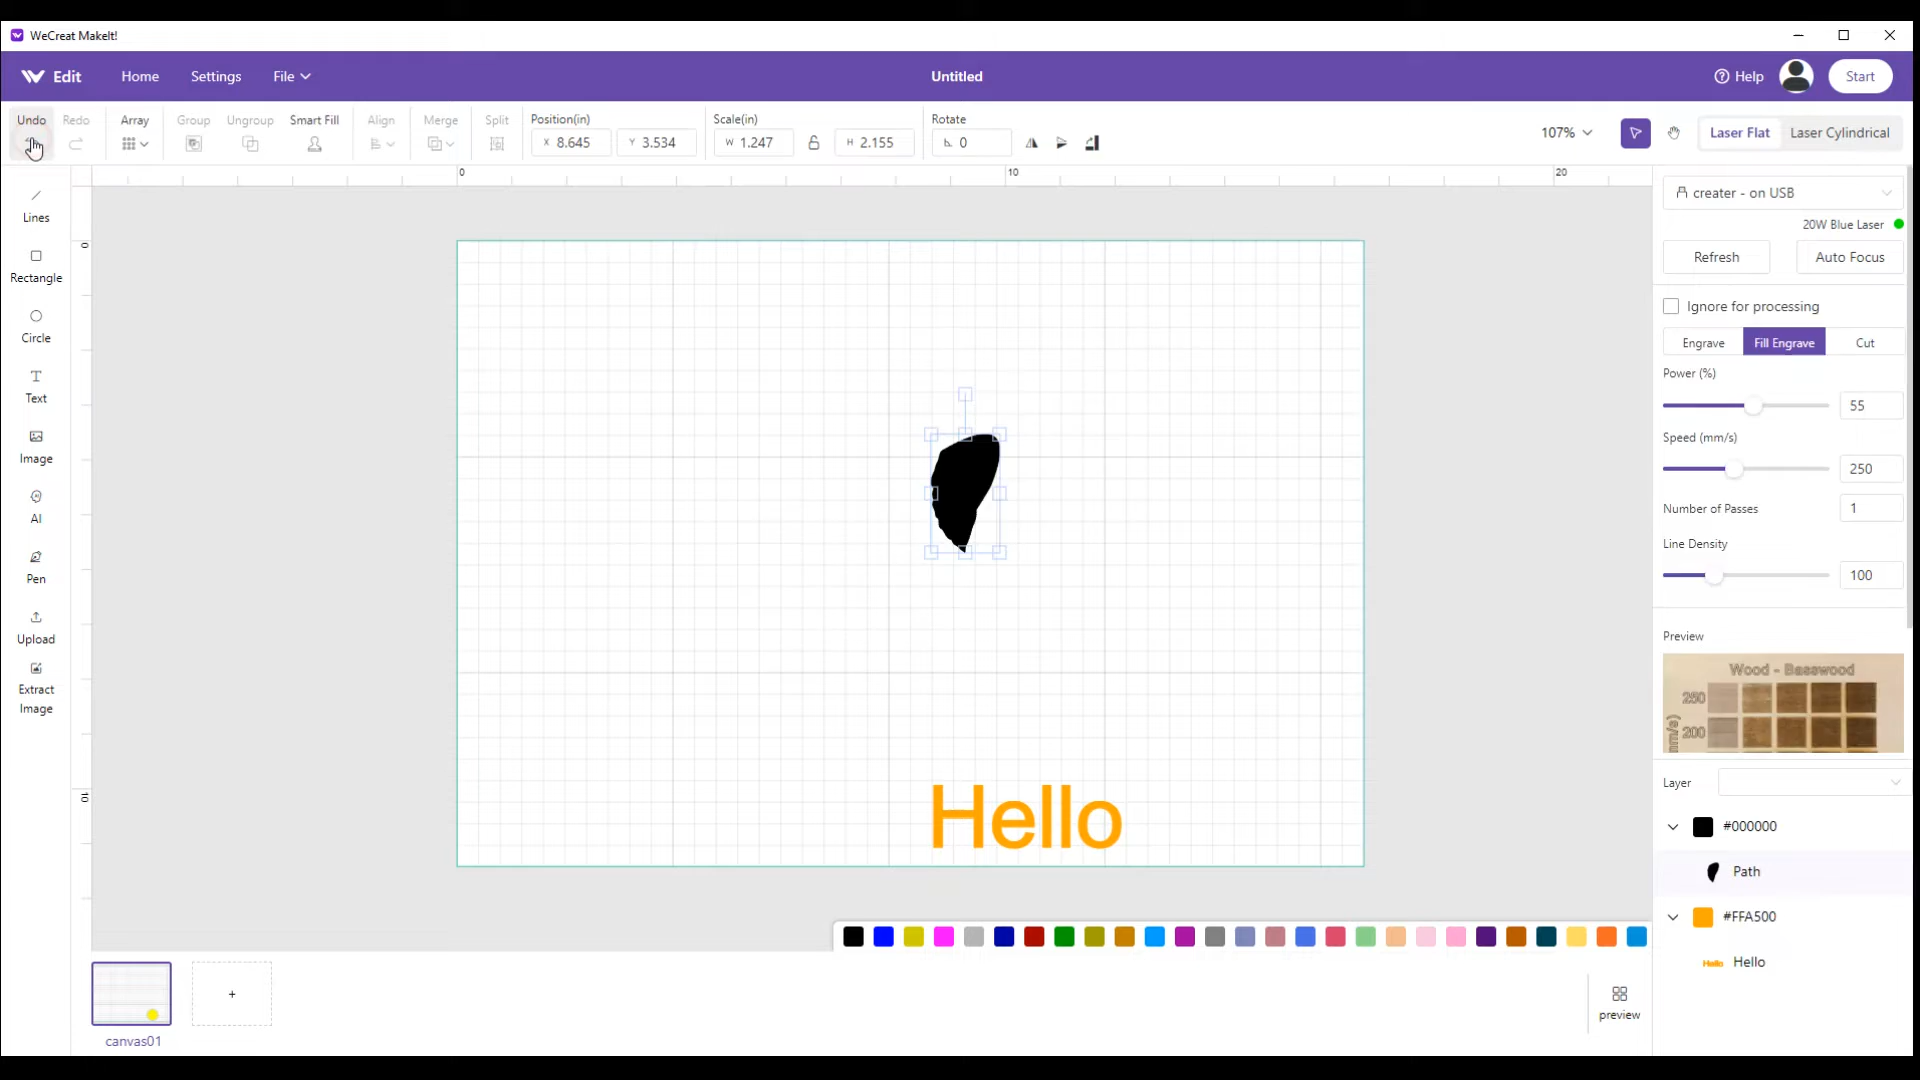 WeCreat MakeIt!
Edit Home Settings File Untitled Help Start
Undo Redo Array Group Ungroup Smart Fill Align Merge Split Position(in) Scale(in) Rotate
X 8.645 Y 3.534 W 1.247 H 2.155 0 107% Laser Flat Laser Cylindrical
0 10 20
0
10
Lines
Rectangle
Circle
Text
Image
AI
Pen
Upload
Extract
Image
Hello
creater - on USB
20W Blue Laser
Refresh Auto Focus
Ignore for processing
Engrave Fill Engrave Cut
Power (%)
55
Speed (mm/s)
250
Number of Passes 1
Line Density
100
Preview
Wood - Basswood
250
200
mm/s)
Layer
#000000
Path
#FFA500
Hello
Hello
+
canvas01
preview